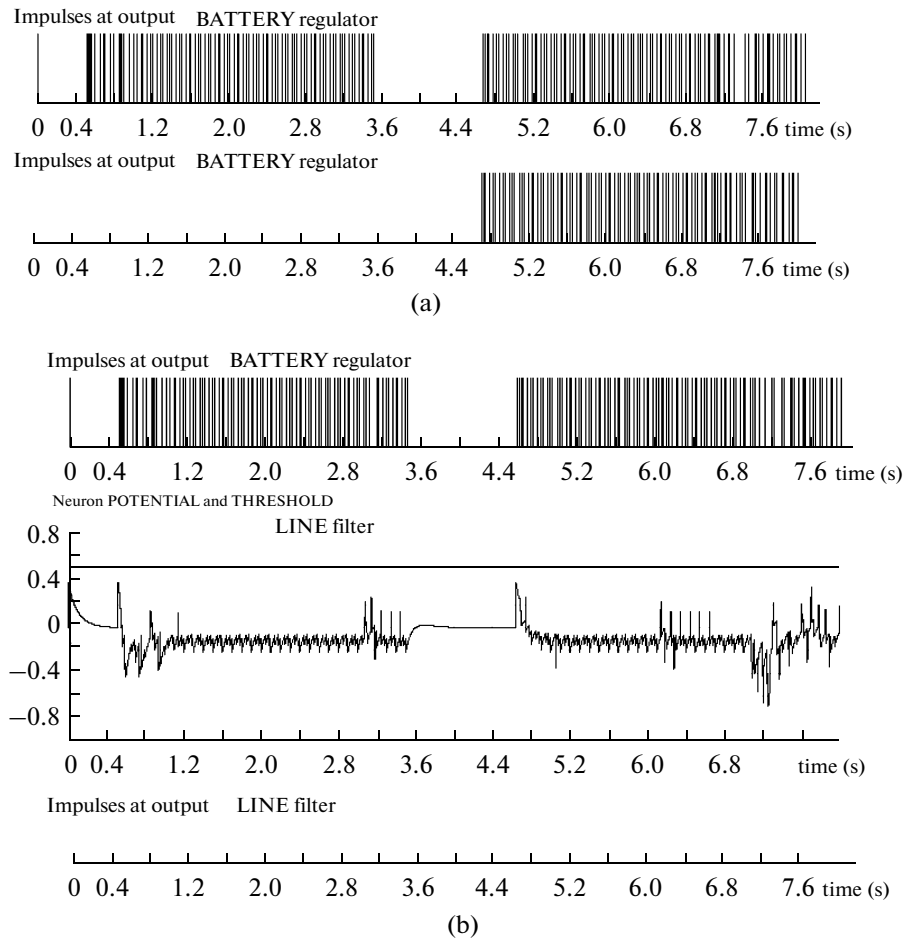 Impulses at output BATTERY regulator
0 0.4 1.2 2.0 2.8 3.6 4.4 5.2 6.0 6.8 7.6 time (s)
Impulses at output BATTERY regulator
0 0.4 1.2 2.0 2.8 3.6 4.4 5.2 6.0 6.8 7.6 time (s)
(a)
Impulses at output BATTERY regulator
0 0.4 1.2 2.0 2.8 3.6 4.4 5.2 6.0 6.8 7.6 time (s)
Neuron POTENTIAL and THRESHOLD
LINE filter
0.8
0.4
0
−0.4
−0.8
0 0.4 1.2 2.0 2.8 3.6 4.4 5.2 6.0 6.8 time (s)
Impulses at output LINE filter
0 0.4 1.2 2.0 2.8 3.6 4.4 5.2 6.0 6.8 7.6 time (s)
(b)